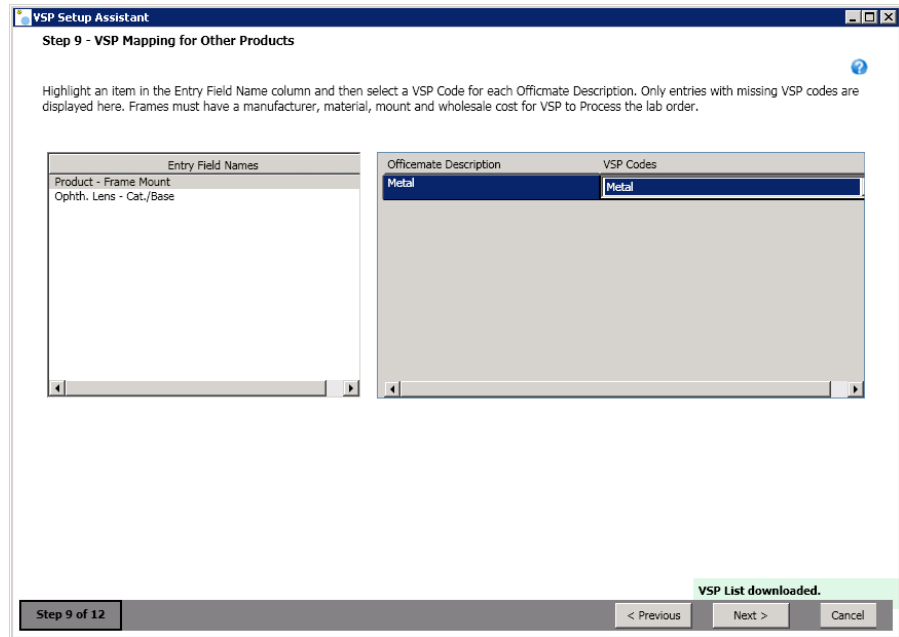 VSP Setup Assistant
Step 9 - VSP Mapping for Other Products
Highlight an item in the Entry Field Name column and then select a VSP Code for each Officmate Description. Only entries with missing VSP codes are
displayed here. Frames must have a manufacturer, material, mount and wholesale cost for VSP to Process the lab order.
Entry Field Names
Product - Frame Mount
Ophth. Lens - Cat./Base
Officemate Description VSP Codes
Metal Metal
VSP List downloaded.
Step 9 of 12 < Previous Next > Cancel